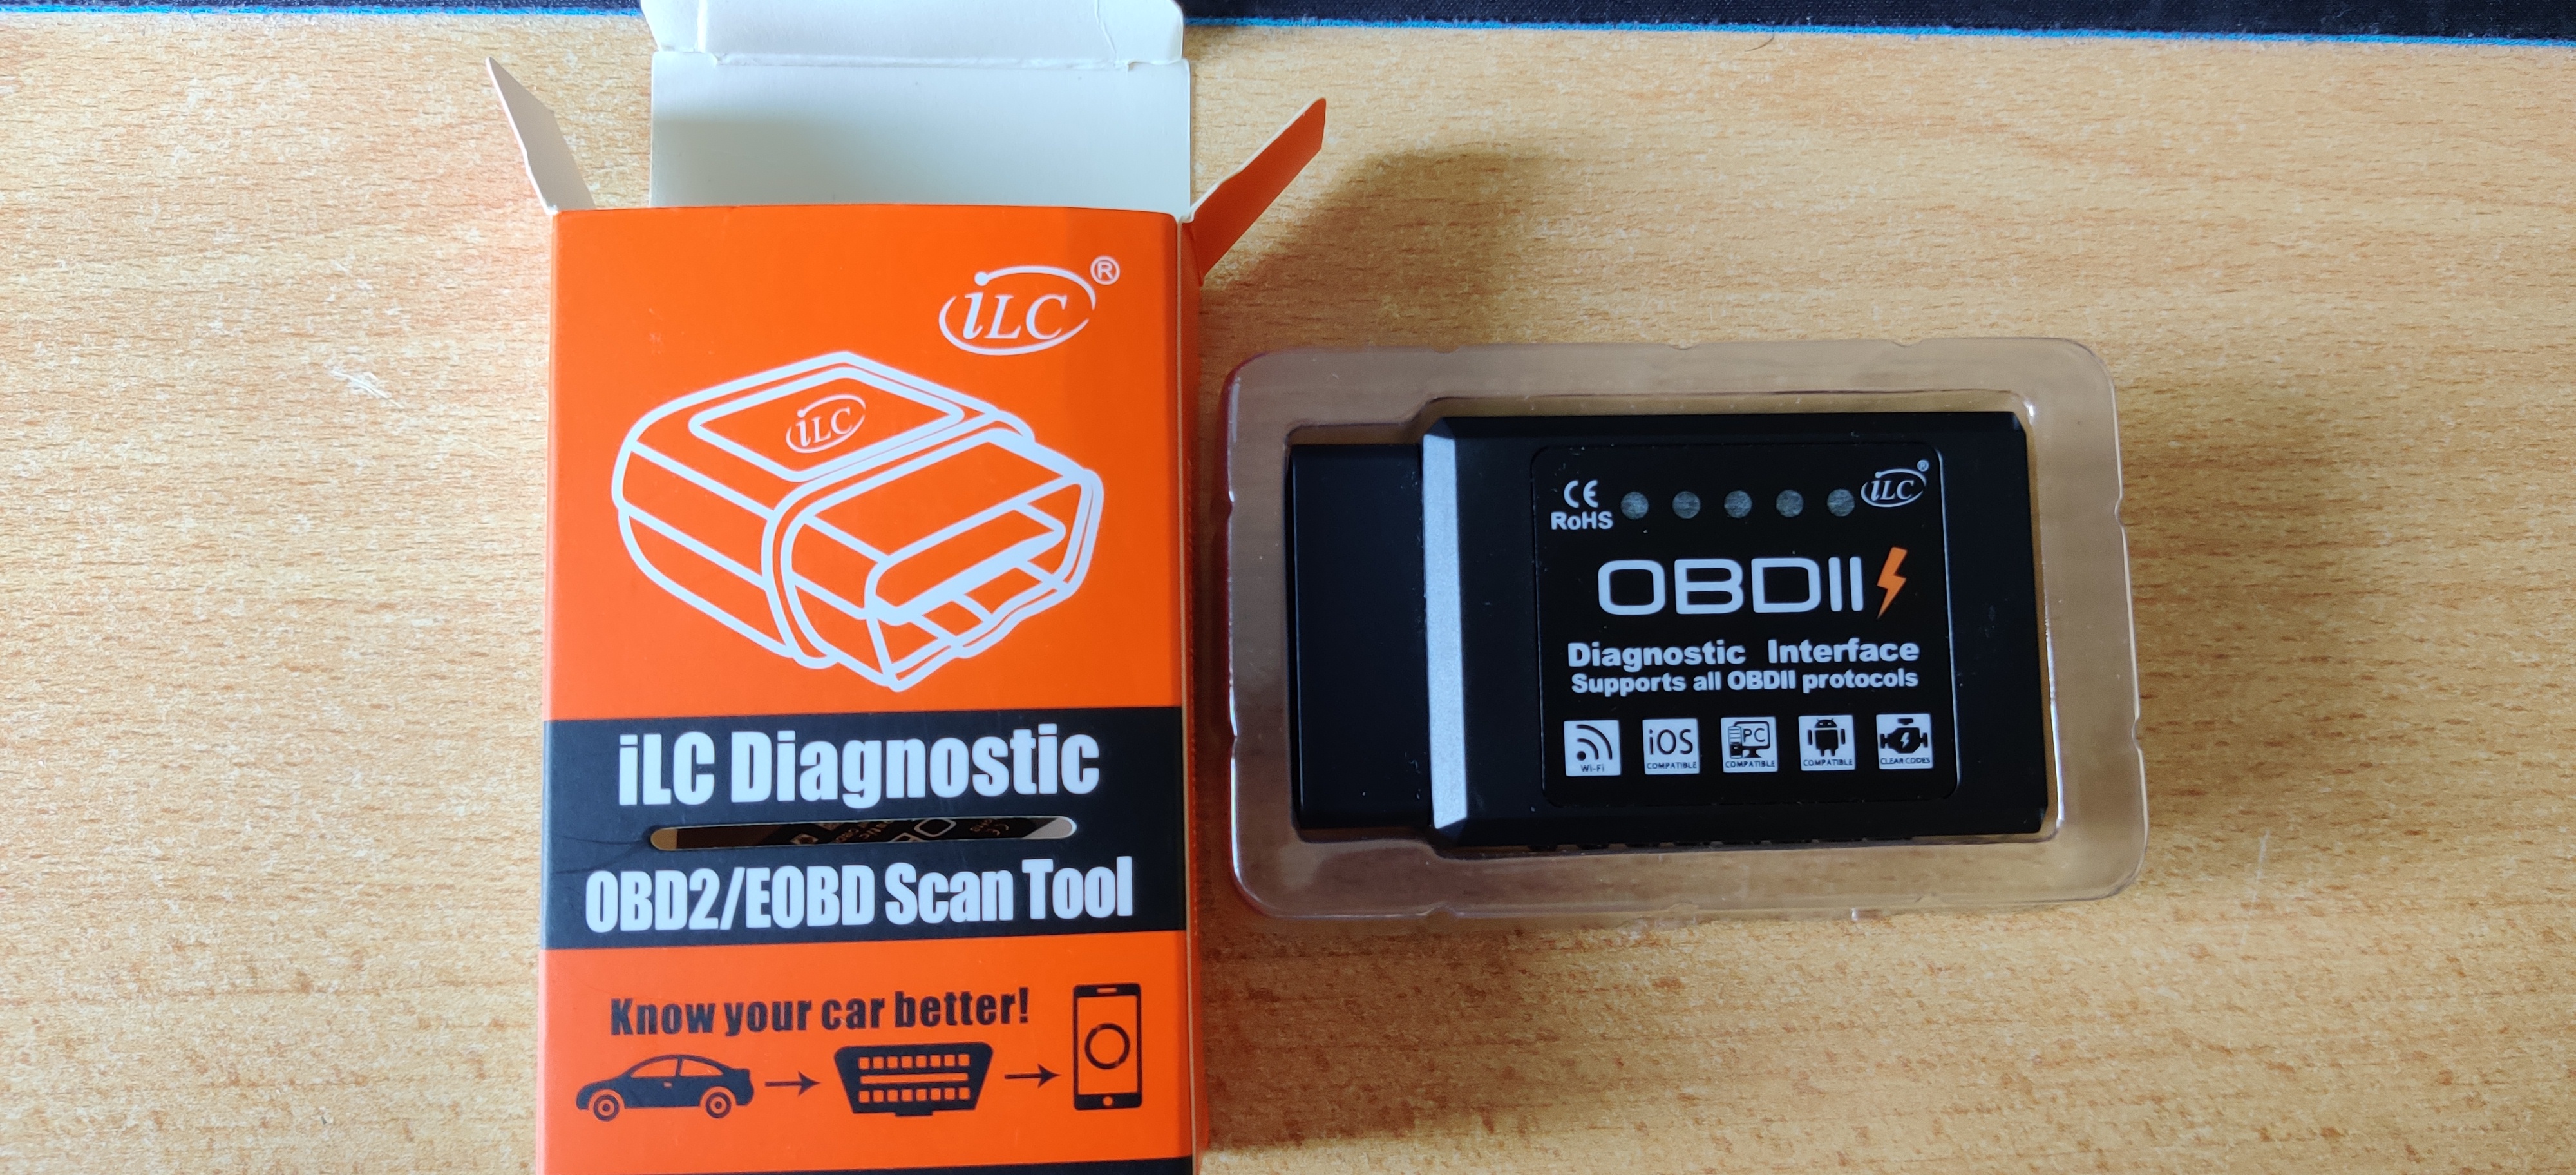 iLC®
iLC
iLC Diagnostic
OBD2/EOBD Scan Tool
Know your car better!
CE
RoHS
iLC®
OBDII
Diagnostic Interface
Supports all OBDII protocols
Wi-Fi
iOS
COMPATIBLE
PC
COMPATIBLE
COMPATIBLE
CLEAR CODES